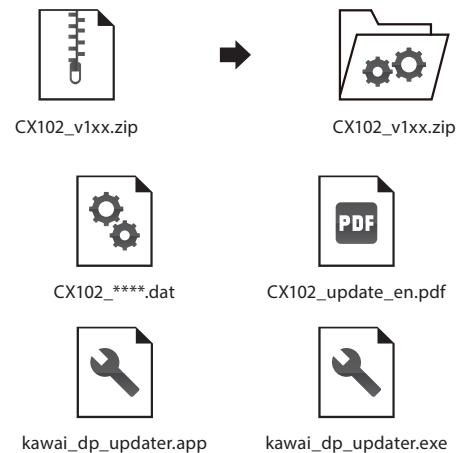 CX102_v1xx.zip
CX102_v1xx.zip
PDF
CX102_****.dat
CX102_update_en.pdf
kawai_dp_updater.app
kawai_dp_updater.exe